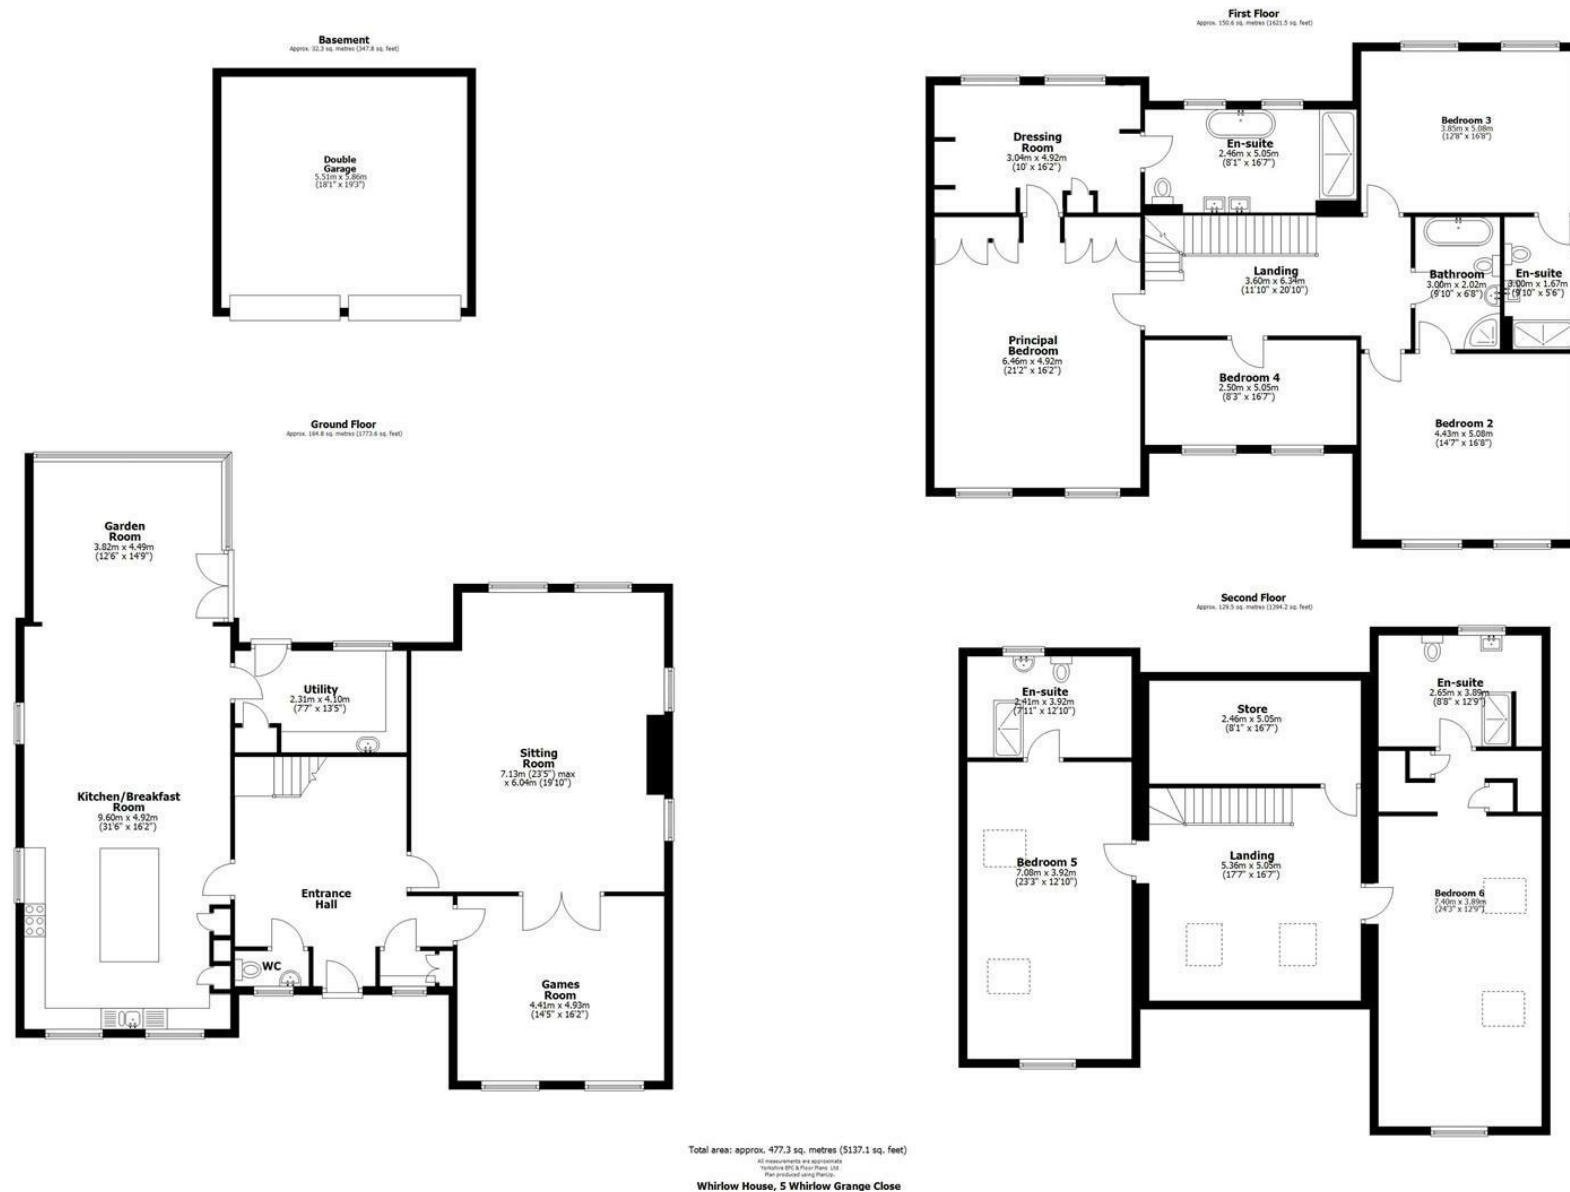 Basement
Approx. 32.3 sq. metres (347.8 sq. feet)
Double
Garage
5.51m x 5.86m
(18'1" x 19'3")
Ground Floor
Approx. 164.8 sq. metres (1773.6 sq. feet)
Garden
Room
3.82m x 4.49m
(12'6" x 14'9")
Utility
2.31m x 4.10m
(7'7" x 13'5")
Sitting
Room
7.13m (23'5") max
x 6.04m (19'10")
Kitchen/Breakfast
Room
9.60m x 4.92m
(31'6" x 16'2")
Entrance
Hall
WC
Games
Room
4.41m x 4.93m
(14'5" x 16'2")
First Floor
Approx. 150.6 sq. metres (1621.5 sq. feet)
Dressing
Room
3.04m x 4.92m
(10' x 16'2")
En-suite
2.46m x 5.05m
(8'1" x 16'7")
Bedroom 3
3.85m x 5.08m
(12'8" x 16'8")
Landing
3.60m x 6.34m
(11'10" x 20'10")
Bathroom
3.00m x 2.02m
(9'10" x 6'8")
En-suite
3.00m x 1.67m
(9'10" x 5'6")
Principal
Bedroom
6.46m x 4.92m
(21'2" x 16'2")
Bedroom 4
2.50m x 5.05m
(8'3" x 16'7")
Bedroom 2
4.43m x 5.08m
(14'7" x 16'8")
Second Floor
Approx. 129.5 sq. metres (1394.2 sq. feet)
En-suite
2.41m x 3.92m
(7'11" x 12'10")
Store
2.46m x 5.05m
(8'1" x 16'7")
En-suite
2.65m x 3.89m
(8'8" x 12'9")
Bedroom 5
7.08m x 3.92m
(23'3" x 12'10")
Landing
5.36m x 5.05m
(17'7" x 16'7")
Bedroom 6
7.40m x 3.89m
(24'3" x 12'9")
Total area: approx. 477.3 sq. metres (5137.1 sq. feet)
All measurements are approximate
Yorkshire EPC & Floor Plans Ltd
Plan produced using PlanUp.
Whirlow House, 5 Whirlow Grange Close